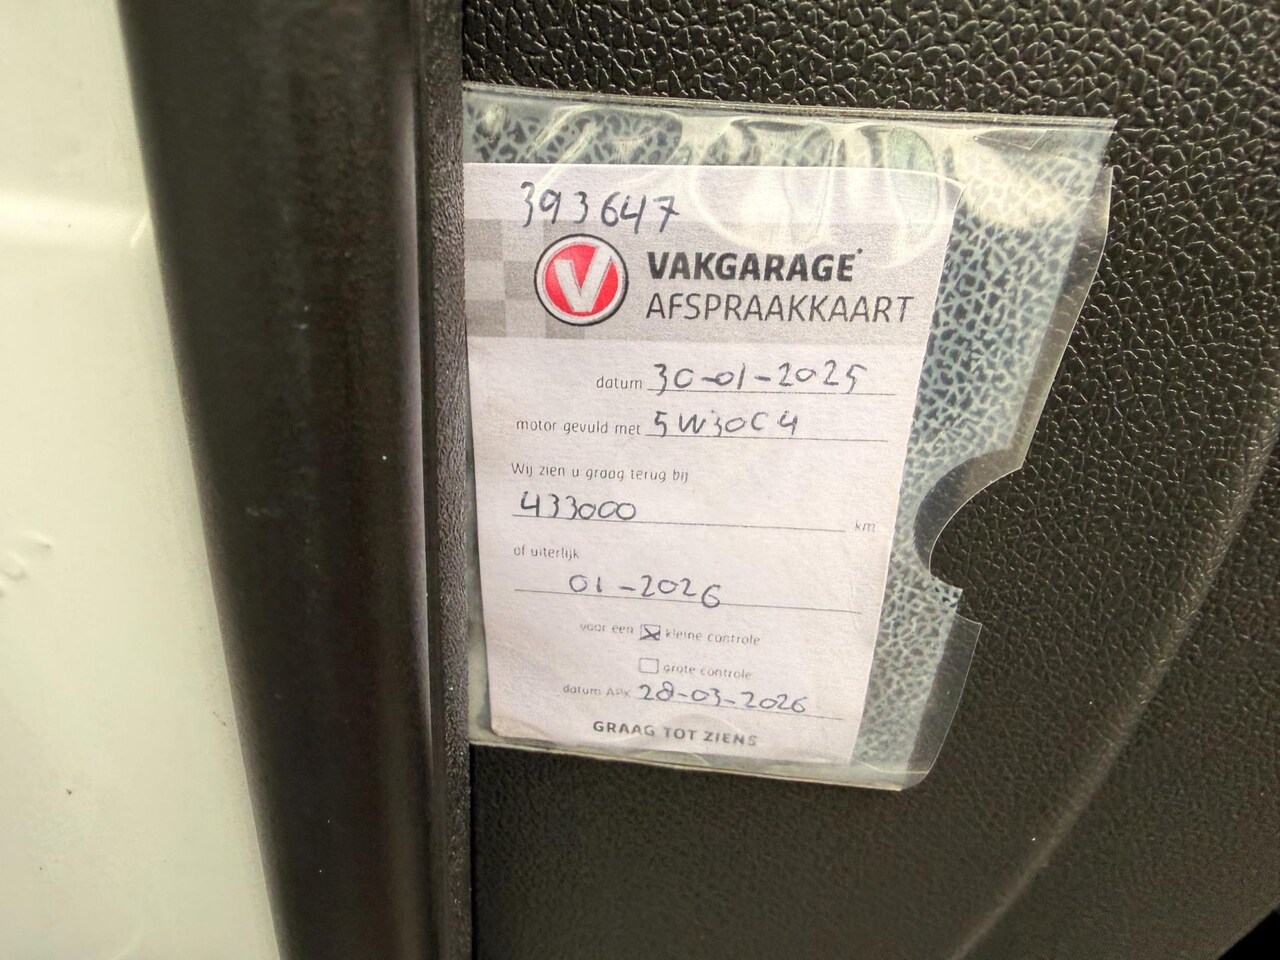 393647
V VAKGARAGE
AFSPRAAKKAART
datum 30-01-2025
motor gevuld met 5W30C4
Wij zien u graag terug bij
433000 km
of uiterlijk
01-2026
voor een kleine controle
grote controle
datum APK 28-03-2026
GRAAG TOT ZIENS